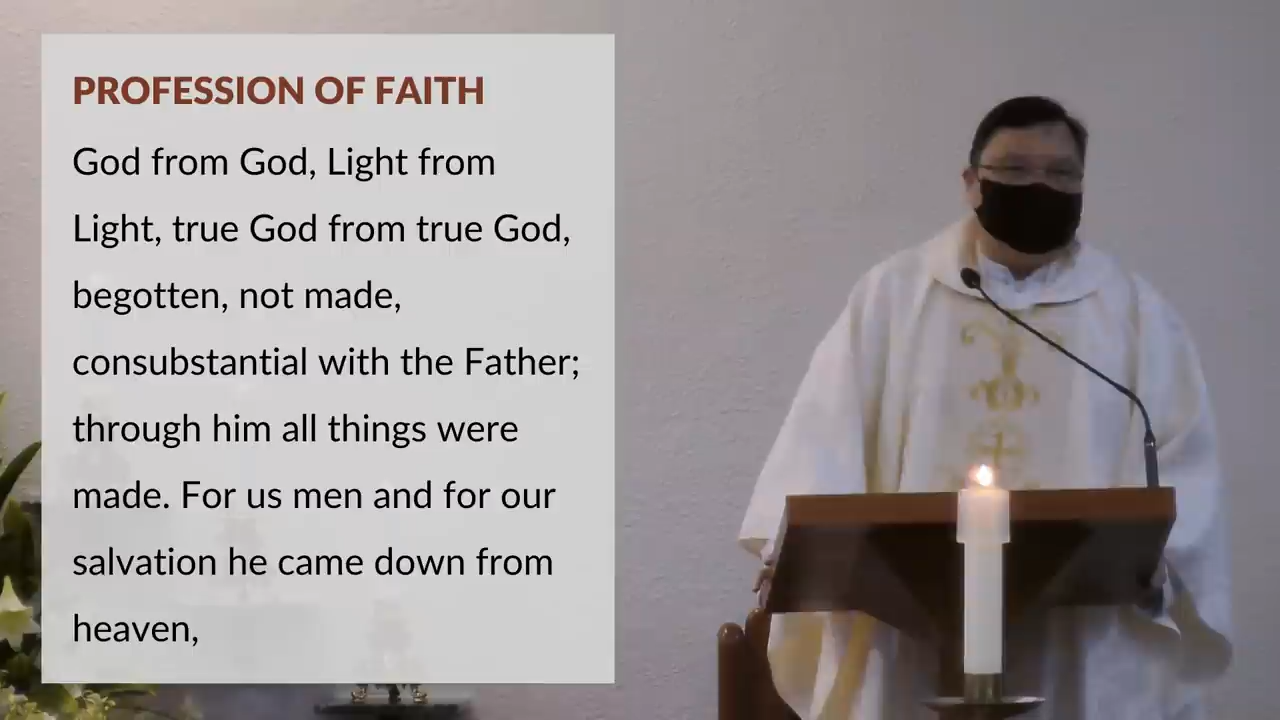 PROFESSION OF FAITH
God from God, Light from
Light, true God from true God,
begotten, not made,
consubstantial with the Father;
through him all things were
made. For us men and for our
salvation he came down from
heaven,